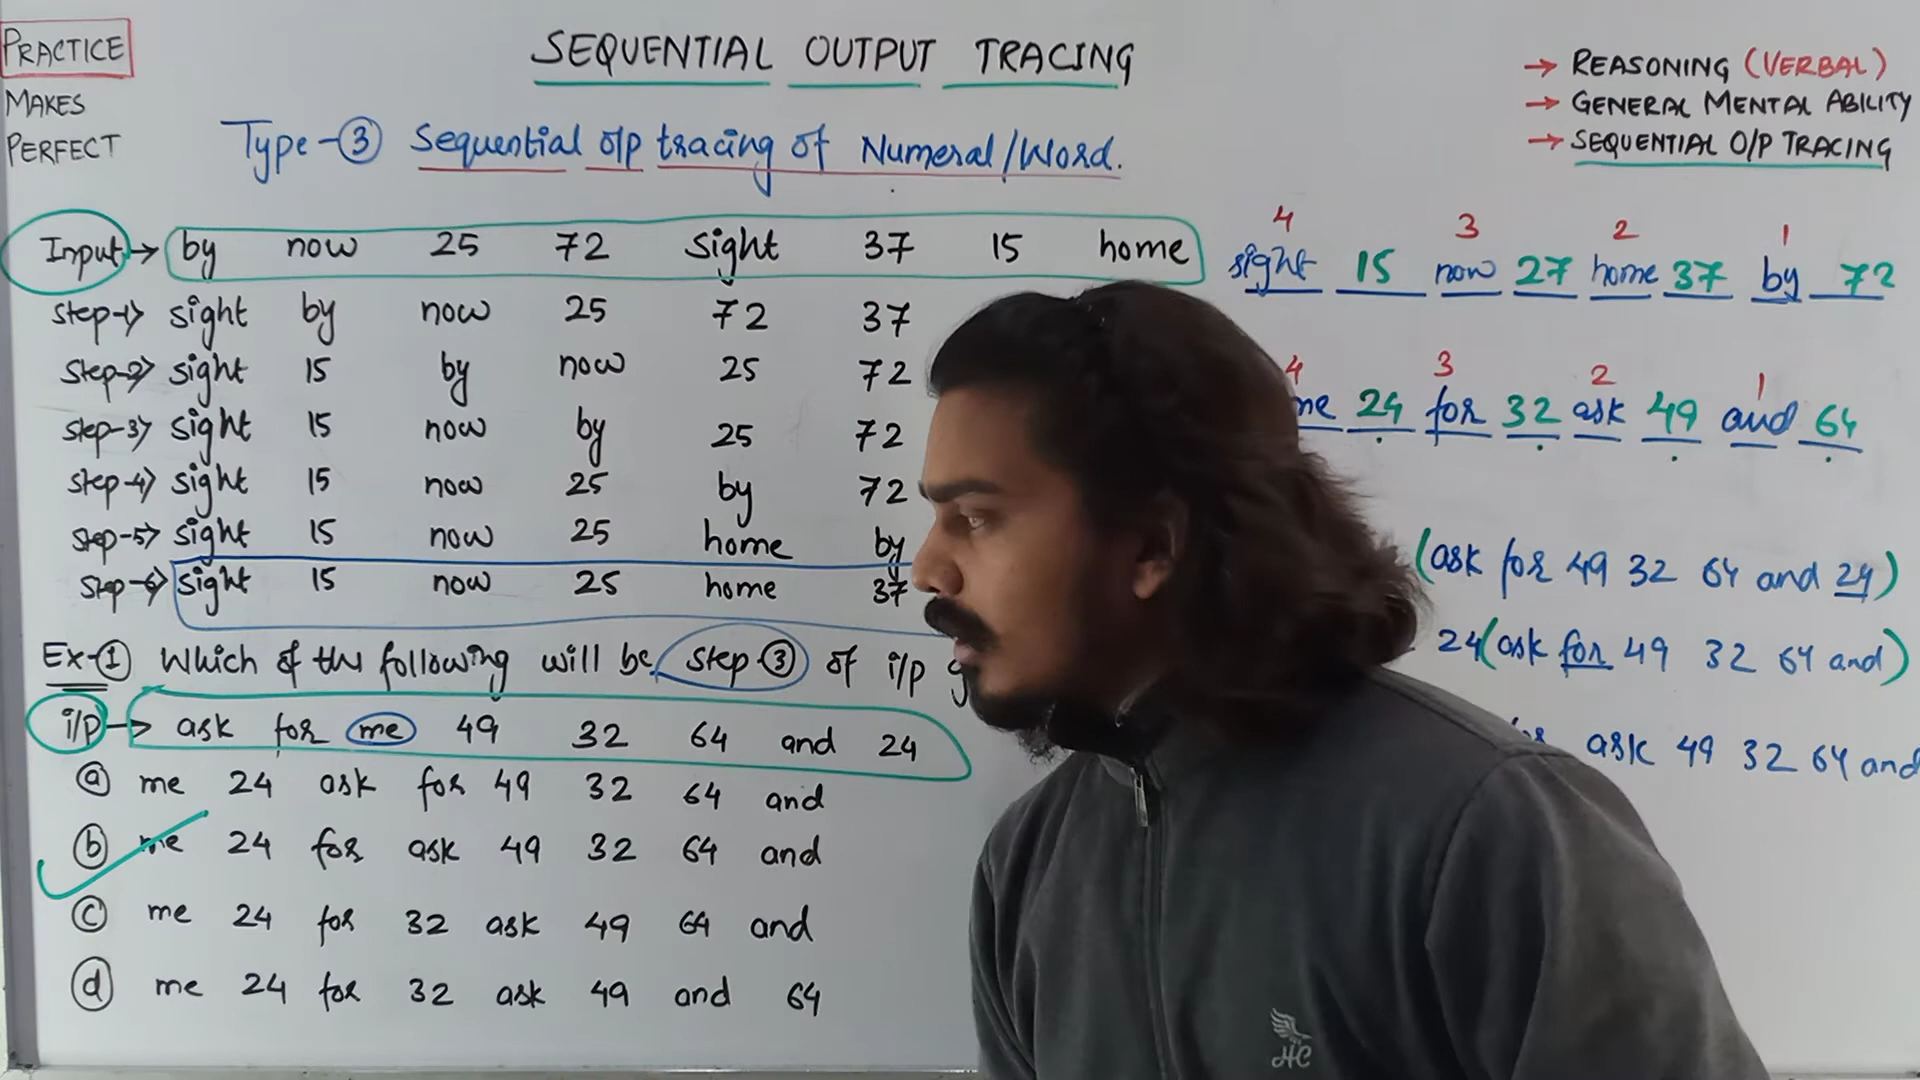 PRACTICE
MAKES
PERFECT
SEQUENTIAL OUTPUT TRACING
Type-③ Sequential o/p tracing of Numeral/Word.
→ REASONING (VERBAL)
→ GENERAL MENTAL ABILITY
→ SEQUENTIAL O/P TRACING
Input → by now 25 72 sight 37 15 home
Step-1) sight by now 25 72 37
Step-2) sight 15 by now 25 72
Step-3) sight 15 now by 25 72
Step-4) sight 15 now 25 by 72
Step-5) sight 15 now 25 home by
Step-6) sight 15 now 25 home 37
Ex-① Which of the following will be step-③ of i/p
i/p → ask for me 49 32 64 and 24
ⓐ me 24 ask for 49 32 64 and
ⓑ me 24 for ask 49 32 64 and
ⓒ me 24 for 32 ask 49 64 and
ⓓ me 24 for 32 ask 49 and 64
4 3 2 1
sight 15 now 27 home 37 by 72
4 3 2 1
me 24 for 32 ask 49 and 64
(ask for 49 32 64 and 24)
24 (ask for 49 32 64 and)
ask 49 32 64 and
HC